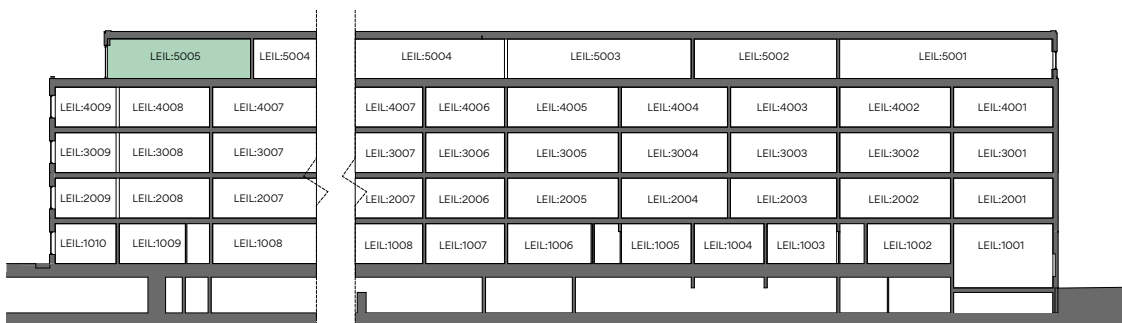 LEIL:5005 LEIL:5004 LEIL:5004 LEIL:5003 LEIL:5002 LEIL:5001
LEIL:4009 LEIL:4008 LEIL:4007 LEIL:4007 LEIL:4006 LEIL:4005 LEIL:4004 LEIL:4003 LEIL:4002 LEIL:4001
LEIL:3009 LEIL:3008 LEIL:3007 LEIL:3007 LEIL:3006 LEIL:3005 LEIL:3004 LEIL:3003 LEIL:3002 LEIL:3001
LEIL:2009 LEIL:2008 LEIL:2007 LEIL:2007 LEIL:2006 LEIL:2005 LEIL:2004 LEIL:2003 LEIL:2002 LEIL:2001
LEIL:1010 LEIL:1009 LEIL:1008 LEIL:1008 LEIL:1007 LEIL:1006 LEIL:1005 LEIL:1004 LEIL:1003 LEIL:1002 LEIL:1001